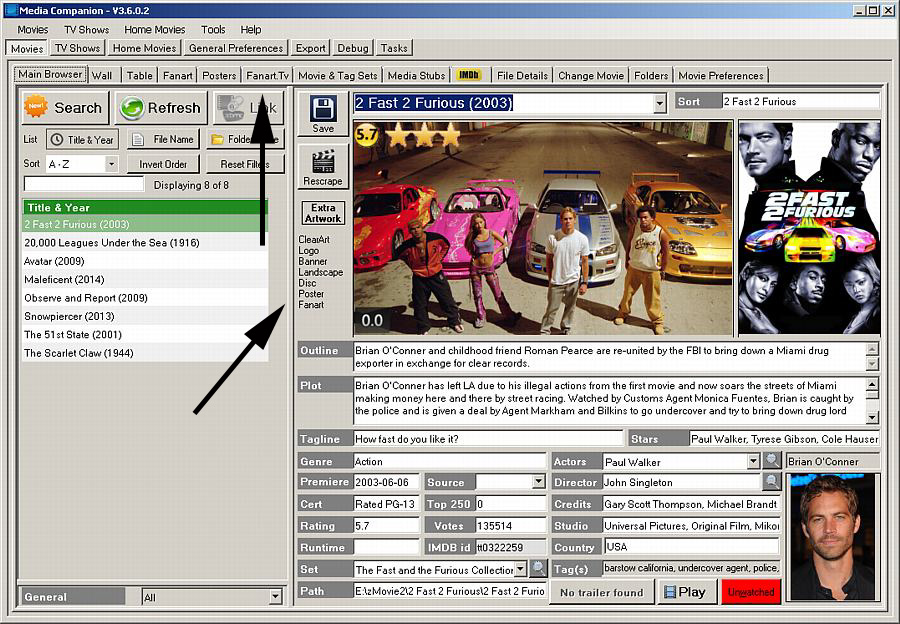 Media Companion - V3.6.0.2
Movies TV Shows Home Movies Tools Help
Movies TV Shows Home Movies General Preferences Export Debug Tasks
Main Browser Wall Table Fanart Posters Fanart.Tv Movie & Tag Sets Media Stubs IMDb File Details Change Movie Folders Movie Preferences
New! Search Refresh Link
List Title & Year File Name
Sort A - Z Invert Order Reset
Displaying 8 of 8
Title & Year
2 Fast 2 Furious (2003)
20,000 Leagues Under the Sea (1916)
Avatar (2009)
Maleficent (2014)
Observe and Report (2009)
Snowpiercer (2013)
The 51st State (2001)
The Scarlet Claw (1944)
General All
Save
Rescrape
Extra
Artwork
ClearArt
Logo
Banner
Landscape
Disc
Poster
Fanart
2 Fast 2 Furious (2003) Sort 2 Fast 2 Furious
5.7
0.0
2 FAST
2 FURIOUS
Outline Brian O'Conner and childhood friend Roman Pearce are re-united by the FBI to bring down a Miami drug
exporter in exchange for clear records.
Plot Brian O'Conner has left LA due to his illegal actions from the first movie and now soars the streets of Miami
making money here and there by street racing. Watched by Customs Agent Monica Fuentes, Brian is caught by
the police and is given a deal by Agent Markham and Bilkins to go undercover and try to bring down drug lord
Tagline How fast do you like it? Stars Paul Walker, Tyrese Gibson, Cole Hauser
Genre Action Actors Paul Walker Brian O'Conner
Premiere 2003-06-06 Source Director John Singleton
Cert Rated PG-13 Top 250 0 Credits Gary Scott Thompson, Michael Brandt
Rating 5.7 Votes 135514 Studio Universal Pictures, Original Film,
Runtime IMDB id tt0322259 Country USA
Set The Fast and the Furious Collection Tag(s) barstow california, undercover agent, police,
Path E:\zMovie2\2 Fast 2 Furious\2 Fast 2 Furio No trailer found Play Unwatched